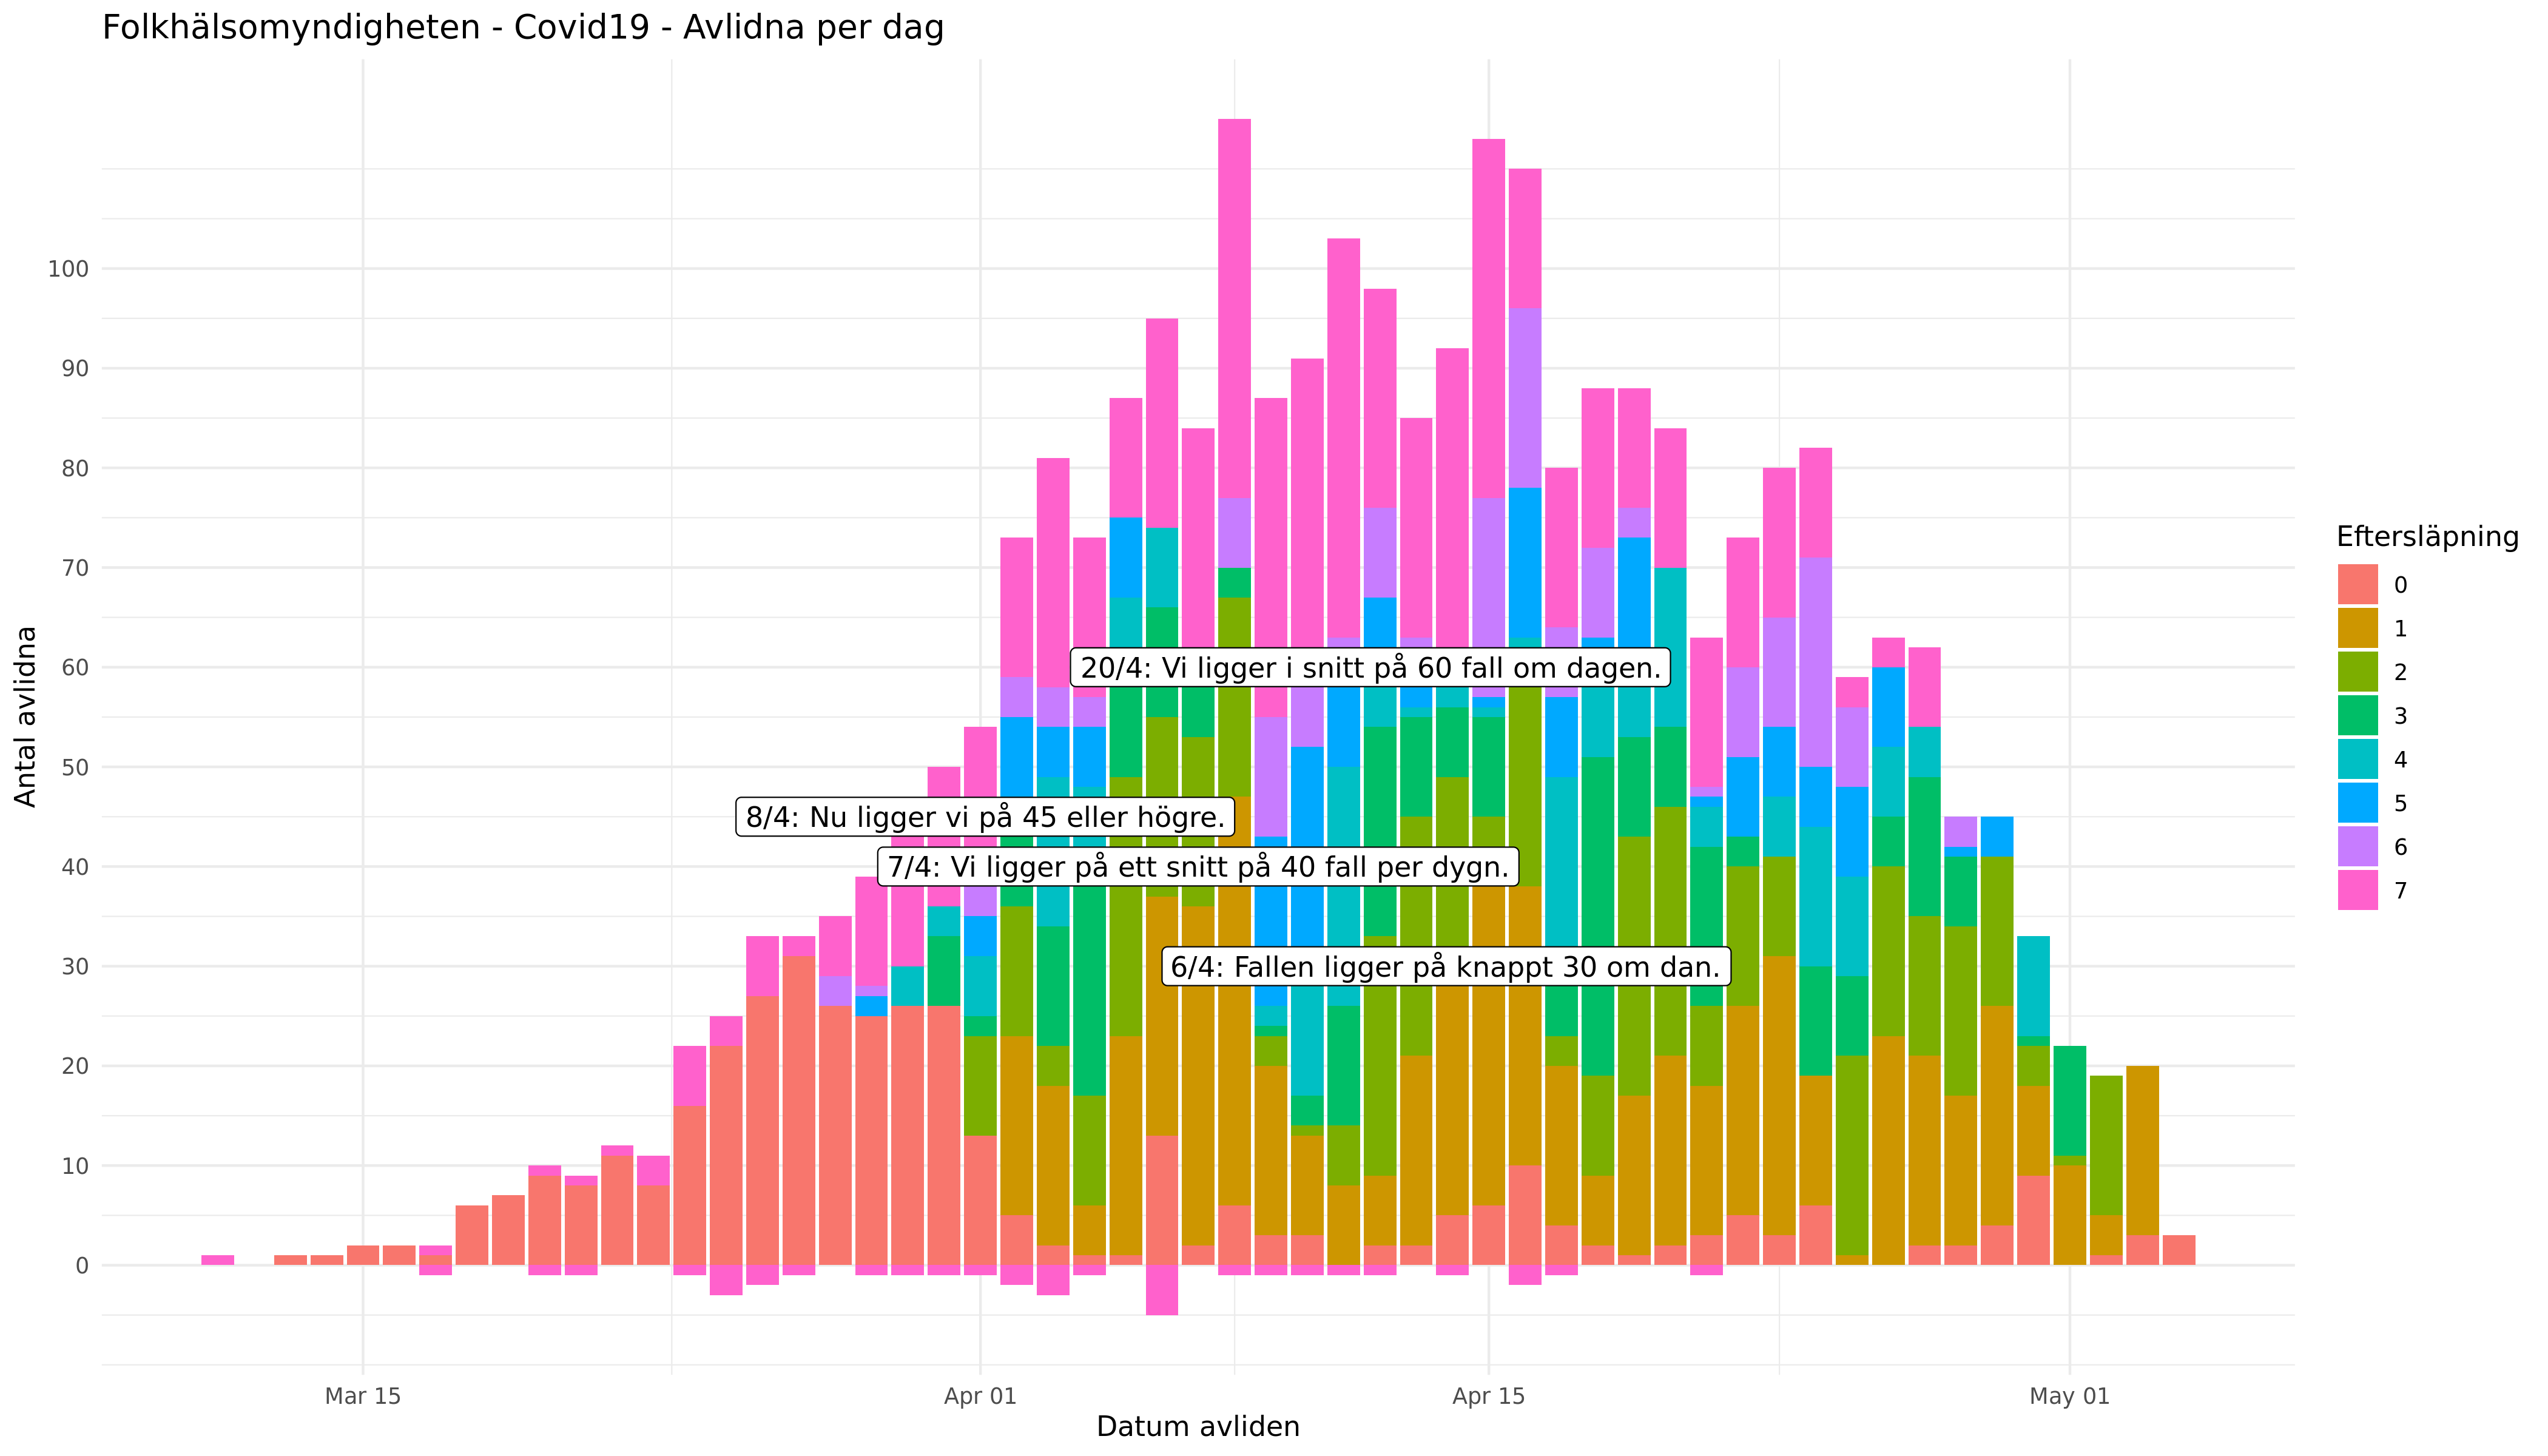 Folkhälsomyndigheten - Covid19 - Avlidna per dag
Antal avlidna
100
90
80
70
60
50
40
30
20
10
0
20/4: Vi ligger i snitt på 60 fall om dagen.
8/4: Nu ligger vi på 45 eller högre.
7/4: Vi ligger på ett snitt på 40 fall per dygn.
6/4: Fallen ligger på knappt 30 om dan.
Mar 15
Apr 01
Apr 15
May 01
Datum avliden
Eftersläpning
0
1
2
3
4
5
6
7